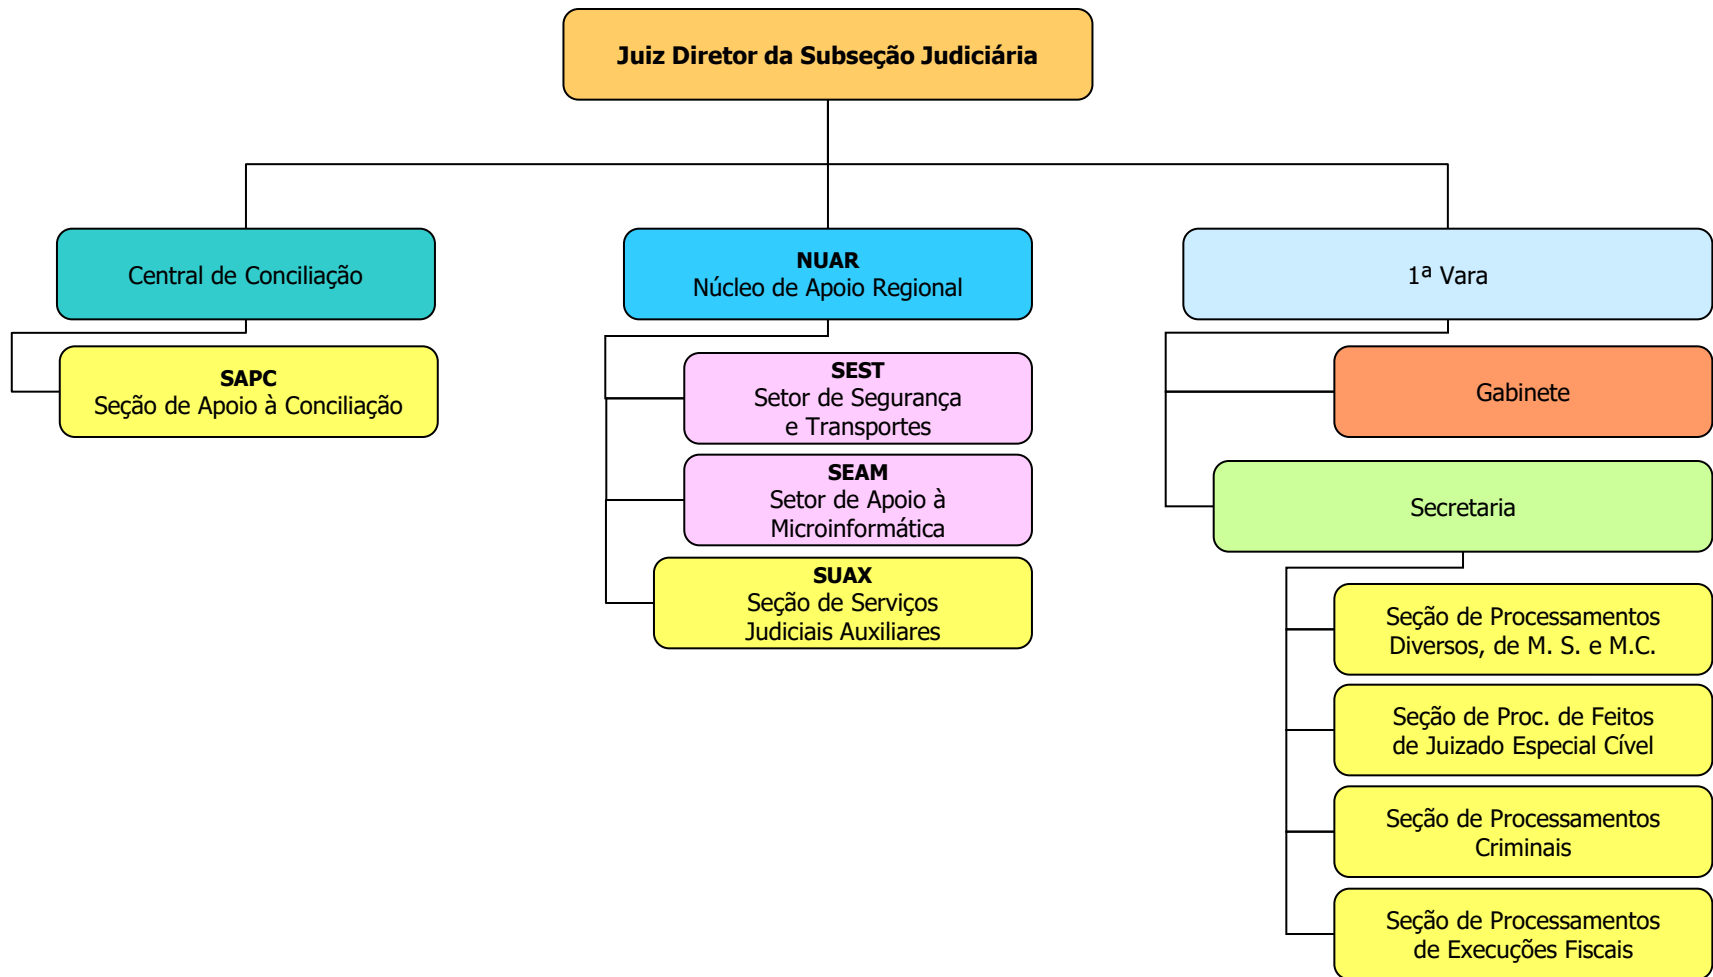 Juiz Diretor da Subseção Judiciária
Central de Conciliação
SAPC
Seção de Apoio à Conciliação
NUAR
Núcleo de Apoio Regional
SEST
Setor de Segurança
e Transportes
SEAM
Setor de Apoio à
Microinformática
SUAX
Seção de Serviços
Judiciais Auxiliares
1ª Vara
Gabinete
Secretaria
Seção de Processamentos
Diversos, de M. S. e M.C.
Seção de Proc. de Feitos
de Juizado Especial Cível
Seção de Processamentos
Criminais
Seção de Processamentos
de Execuções Fiscais